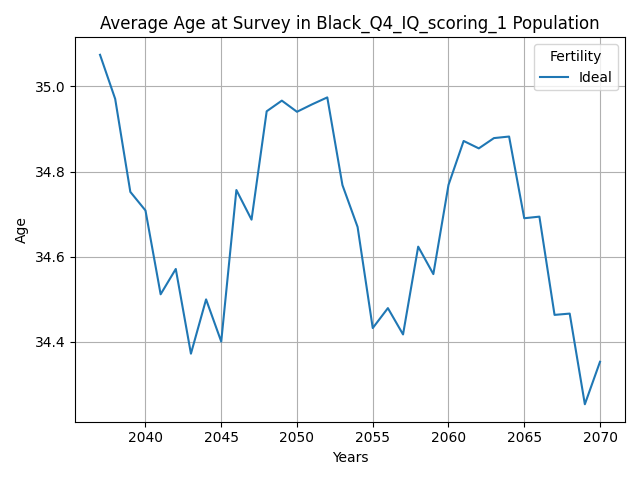 Average Age at Survey in Black_Q4_IQ_scoring_1 Population
Fertility
Ideal
35.0
34.8
34.6
34.4
Age
2040 2045 2050 2055 2060 2065 2070
Years